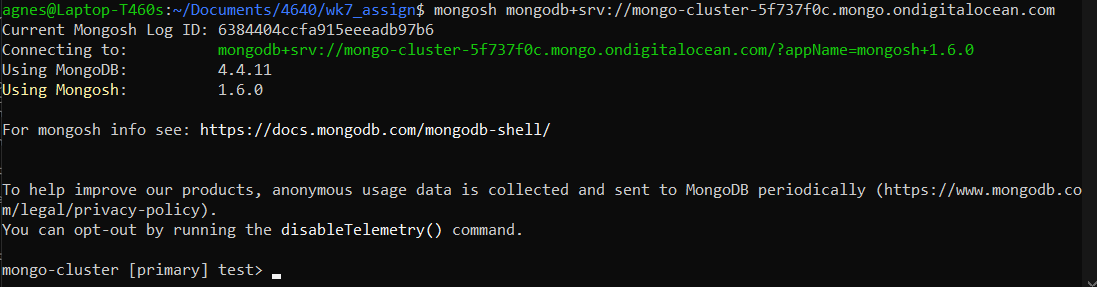 agnes@Laptop-T460s:~/Documents/4640/wk7_assign$ mongosh mongodb+srv://mongo-cluster-5f737f0c.mongo.ondigitalocean.com
Current Mongosh Log ID: 6384404ccfa915eeeadb97b6
Connecting to: mongodb+srv://mongo-cluster-5f737f0c.mongo.ondigitalocean.com/?appName=mongosh+1.6.0
Using MongoDB: 4.4.11
Using Mongosh: 1.6.0
For mongosh info see: https://docs.mongodb.com/mongodb-shell/
To help improve our products, anonymous usage data is collected and sent to MongoDB periodically (https://www.mongodb.co
m/legal/privacy-policy).
You can opt-out by running the disableTelemetry() command.
mongo-cluster [primary] test>